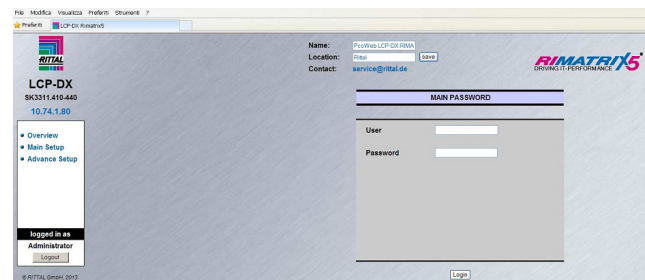 File Modifica Visualizza Preferiti Strumenti ?
Preferiti LCP-DX Rimatrix5
RITTAL
LCP-DX
SK3311.410-440
10.74.1.80
Overview
Main Setup
Advance Setup
logged in as
Administrator
Logout
© RITTAL GmbH, 2013
Name: PcoWeb LCP-DX RIMA
Location: Rittal save
Contact: service@rittal.de
RIMATRIX5
DRIVING IT-PERFORMANCE
MAIN PASSWORD
User
Password
Login